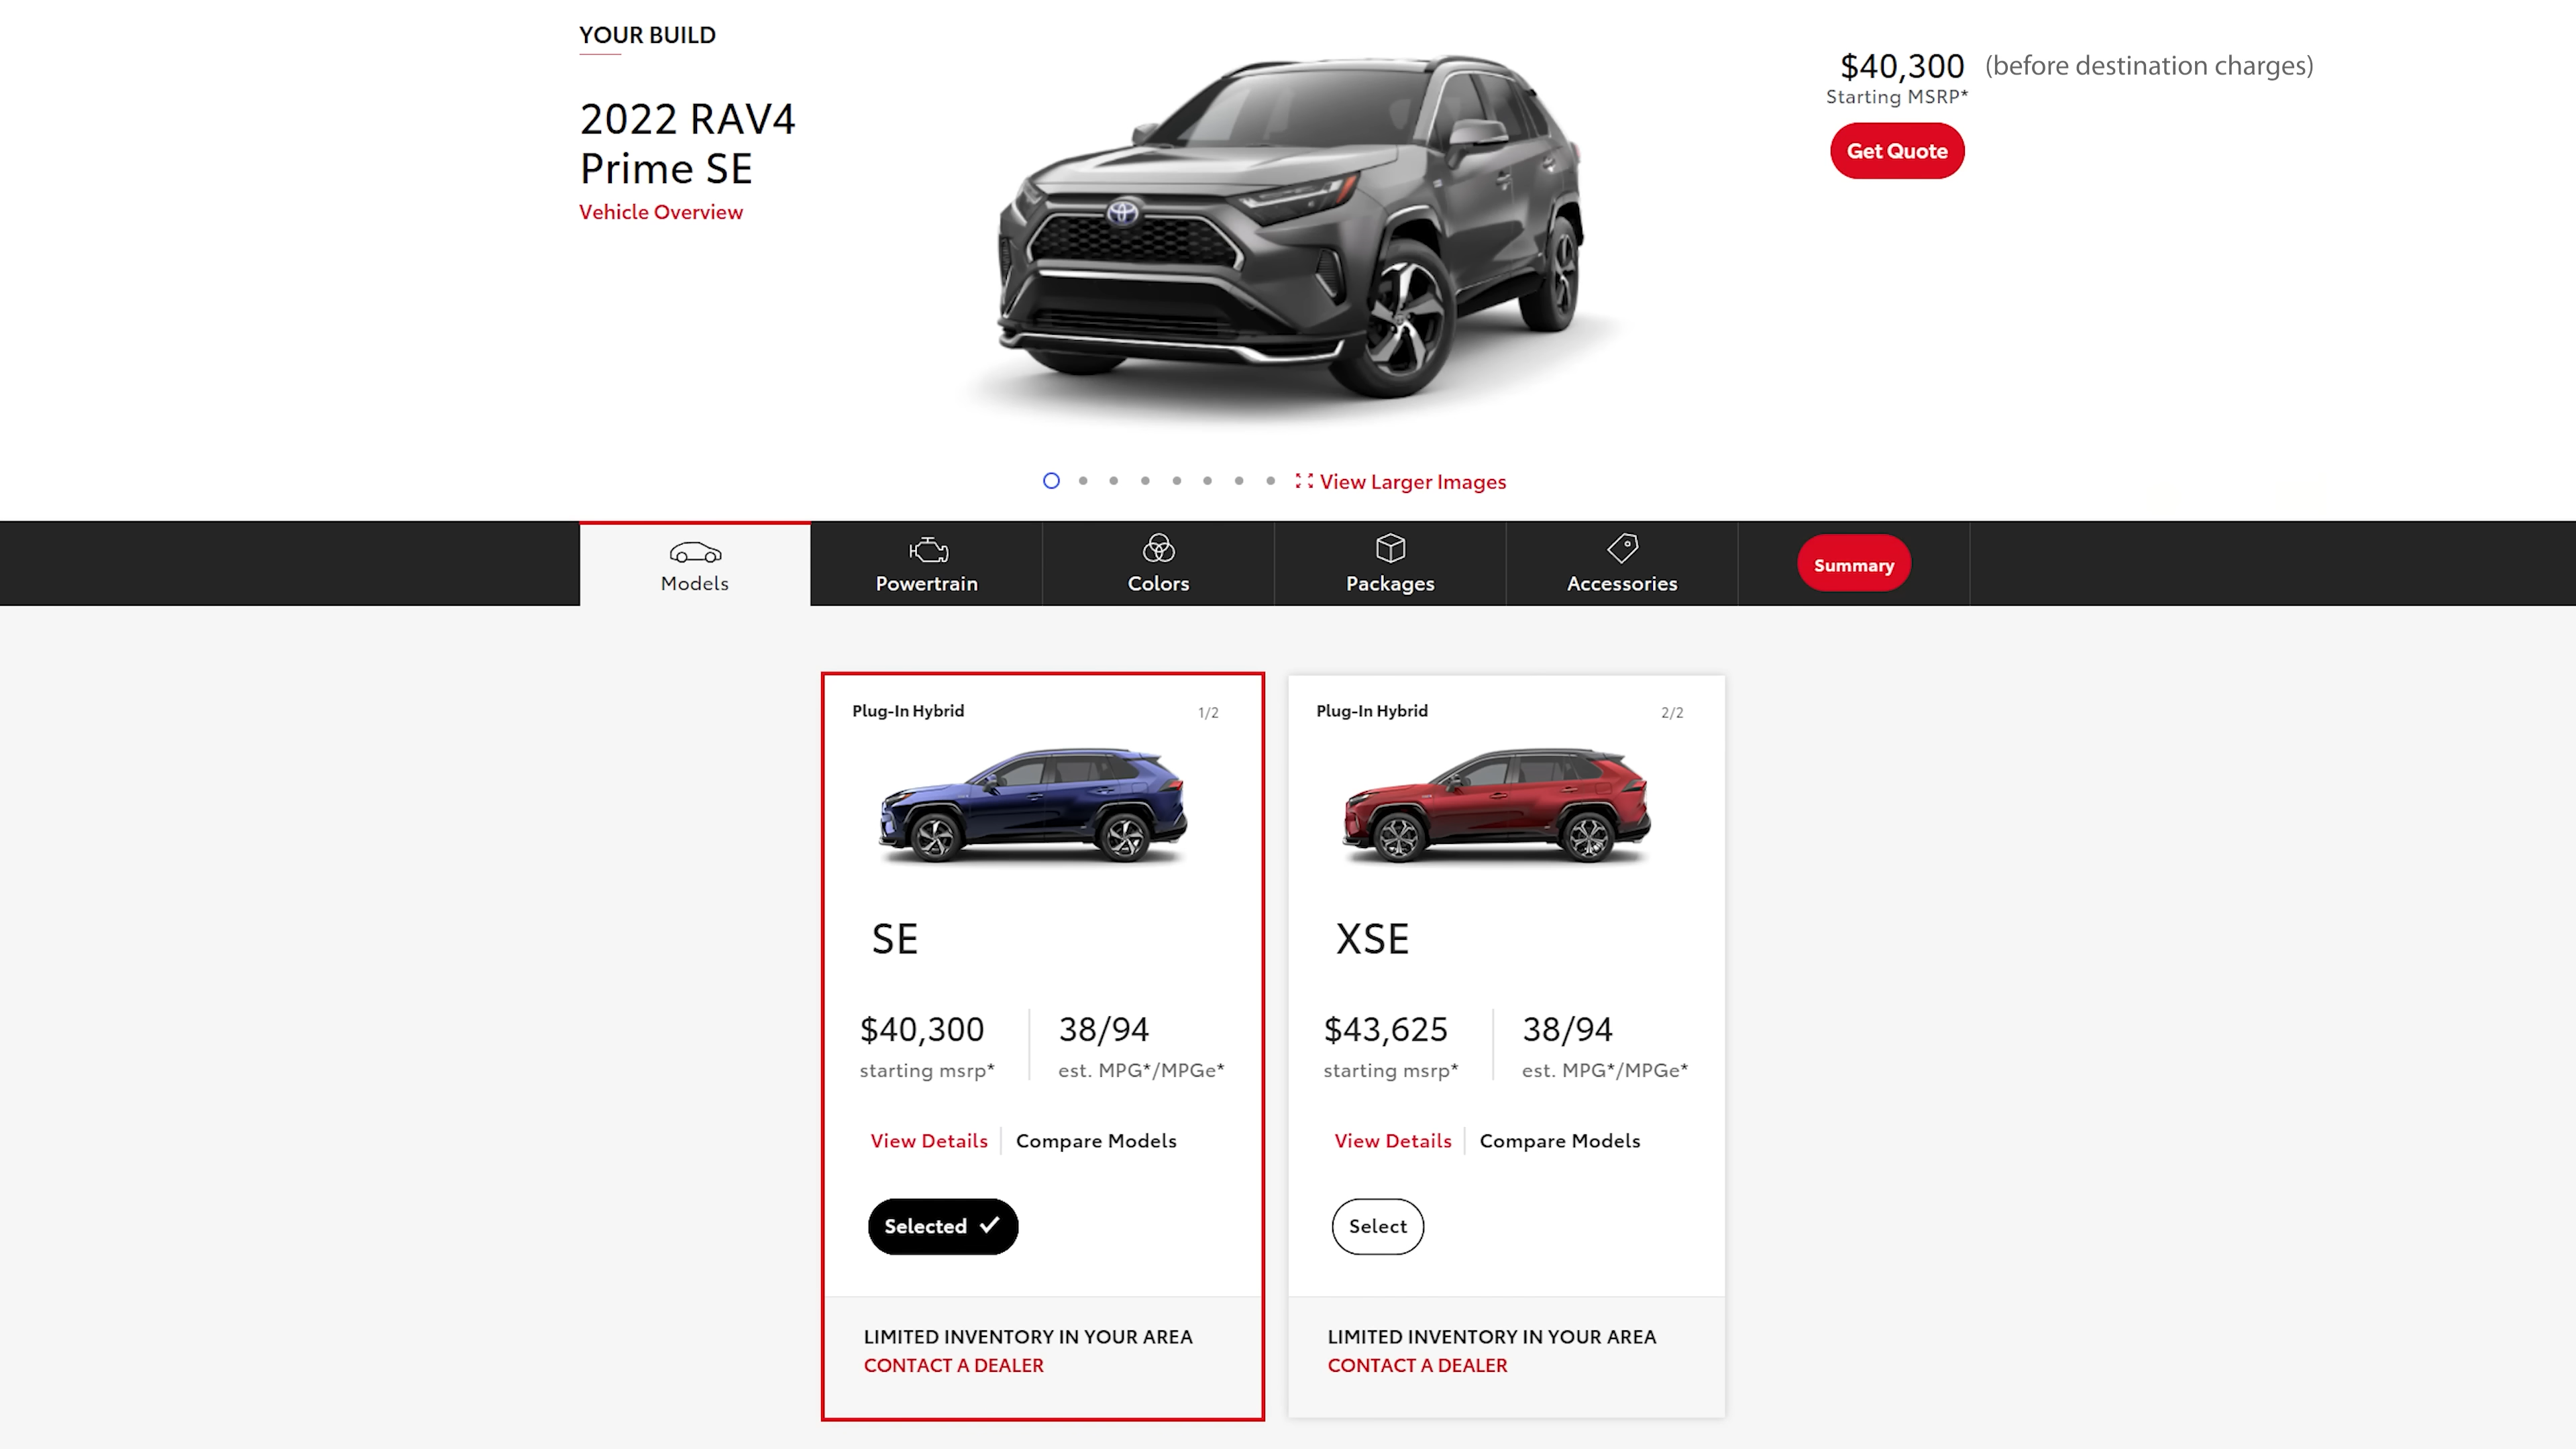 YOUR BUILD
2022 RAV4
Prime SE
Vehicle Overview
$40,300 (before destination charges)
Starting MSRP*
Get Quote
View Larger Images
Models
Powertrain
Colors
Packages
Accessories
Summary
Plug-In Hybrid 1/2
SE
$40,300 38/94
starting msrp* est. MPG*/MPGe*
View Details Compare Models
Selected
LIMITED INVENTORY IN YOUR AREA
CONTACT A DEALER
Plug-In Hybrid 2/2
XSE
$43,625 38/94
starting msrp* est. MPG*/MPGe*
View Details Compare Models
Select
LIMITED INVENTORY IN YOUR AREA
CONTACT A DEALER